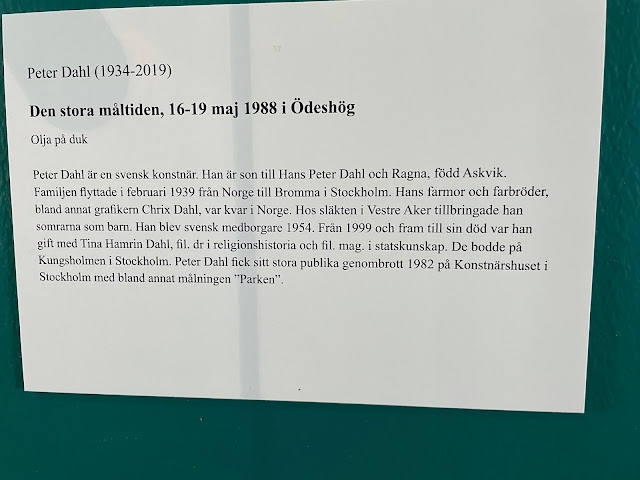 Peter Dahl (1934-2019)
Den stora måltiden, 16-19 maj 1988 i Ödeshög
Olja på duk
Peter Dahl är en svensk konstnär. Han är son till Hans Peter Dahl och Ragna, född Askvik.
Familjen flyttade i februari 1939 från Norge till Bromma i Stockholm. Hans farmor och farbröder,
bland annat grafikern Chrix Dahl, var kvar i Norge. Hos släkten i Vestre Aker tillbringade han
somrarna som barn. Han blev svensk medborgare 1954. Från 1999 och fram till sin död var han
gift med Tina Hamrin Dahl, fil. dr i religionshistoria och fil. mag. i statskunskap. De bodde på
Kungsholmen i Stockholm. Peter Dahl fick sitt stora publika genombrott 1982 på Konstnärshuset i
Stockholm med bland annat målningen ”Parken”.